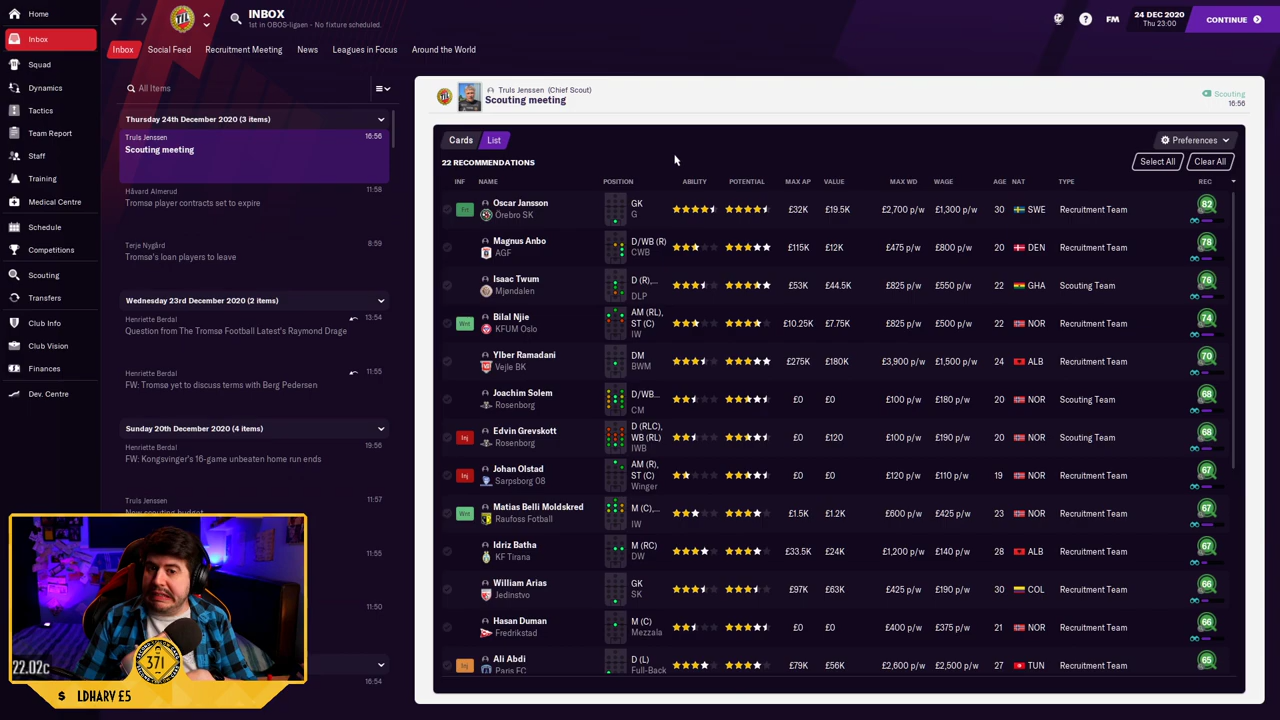 Home
Inbox
Squad
Dynamics
Tactics
Team Report
Staff
Training
Medical Centre
Schedule
Competitions
Scouting
Transfers
Club Info
Club Vision
Finances
Dev. Centre
INBOX
1st in OBOS-ligaen - No fixture scheduled.
FM
24 DEC 2020
Thu 23:00
CONTINUE
Inbox Social Feed Recruitment Meeting News Leagues in Focus Around the World
All Items
Thursday 24th December 2020 (3 items)
Truls Jenssen 16:56
Scouting meeting
Håvard Almerud 11:58
Tromsø player contracts set to expire
Terje Nygård 8:59
Tromsø's loan players to leave
Wednesday 23rd December 2020 (2 items)
Henriette Berdal 13:54
Question from The Tromsø Football Latest's Raymond Drage
Henriette Berdal 11:55
FW: Tromsø yet to discuss terms with Berg Pedersen
Sunday 20th December 2020 (4 items)
Henriette Berdal 19:56
FW: Kongsvinger's 16-game unbeaten home run ends
Truls Jenssen 11:57
New scouting budget
11:55
11:50
16:54
Truls Jenssen (Chief Scout)
Scouting meeting
Scouting
16:56
Cards List
Preferences
22 RECOMMENDATIONS
Select All Clear All
INF NAME POSITION ABILITY POTENTIAL MAX AP VALUE MAX WD WAGE AGE NAT TYPE REC
Frt Oscar Jansson GK £32K £19.5K £2,700 p/w £1,300 p/w 30 SWE Recruitment Team 82
Örebro SK G
Magnus Anbo D/WB (R) £115K £12K £475 p/w £800 p/w 20 DEN Recruitment Team 78
AGF CWB
Isaac Twum D (R),... £53K £44.5K £825 p/w £550 p/w 22 GHA Scouting Team 76
Mjøndalen DLP
Wnt Bilal Njie AM (RL), ST (C) £10.25K £7.75K £825 p/w £500 p/w 22 NOR Recruitment Team 74
KFUM Oslo IW
Ylber Ramadani DM £275K £180K £3,900 p/w £1,500 p/w 24 ALB Recruitment Team 70
Vejle BK BWM
Joachim Solem D/WB... £0 £0 £100 p/w £180 p/w 20 NOR Scouting Team 68
Rosenborg CM
Inj Edvin Grevskott D (RLC), WB (RL) £0 £120 £100 p/w £190 p/w 20 NOR Scouting Team 68
Rosenborg IWB
Inj Johan Olstad AM (R), ST (C) £0 £0 £120 p/w £110 p/w 19 NOR Recruitment Team 67
Sarpsborg 08 Winger
Wnt Matias Belli Moldskred M (C),... £1.5K £1.2K £600 p/w £425 p/w 23 NOR Recruitment Team 67
Raufoss Fotball IW
Idriz Batha M (RC) £33.5K £24K £1,200 p/w £140 p/w 28 ALB Recruitment Team 67
KF Tirana DW
William Arias GK £97K £63K £425 p/w £190 p/w 30 COL Recruitment Team 66
Jedinstvo SK
Hasan Duman M (C) £0 £0 £400 p/w £375 p/w 21 NOR Recruitment Team 66
Fredrikstad Mezzala
Inj Ali Abdi D (L) £79K £56K £2,600 p/w £2,500 p/w 27 TUN Recruitment Team 65
Paris FC Full-Back
22.02c
371
$ LDHARY £5